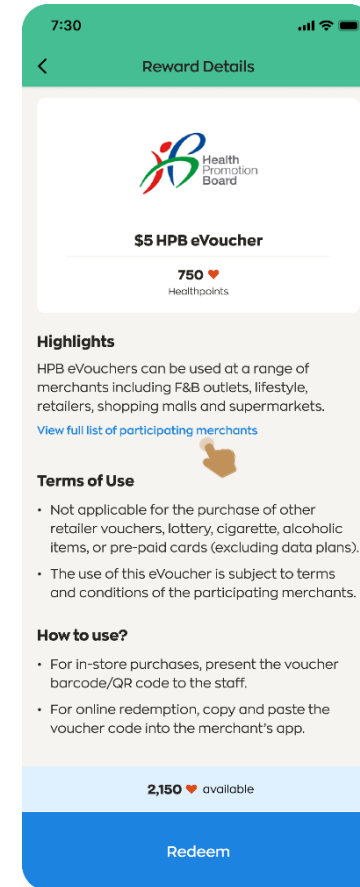 7:30
Reward Details
Health
Promotion
Board
$5 HPB eVoucher
750
Healthpoints
Highlights
HPB eVouchers can be used at a range of
merchants including F&B outlets, lifestyle,
retailers, shopping malls and supermarkets.
View full list of participating merchants
Terms of Use
• Not applicable for the purchase of other
retailer vouchers, lottery, cigarette, alcoholic
items, or pre-paid cards (excluding data plans).
• The use of this eVoucher is subject to terms
and conditions of the participating merchants.
How to use?
• For in-store purchases, present the voucher
barcode/QR code to the staff.
• For online redemption, copy and paste the
voucher code into the merchant's app.
2,150 available
Redeem